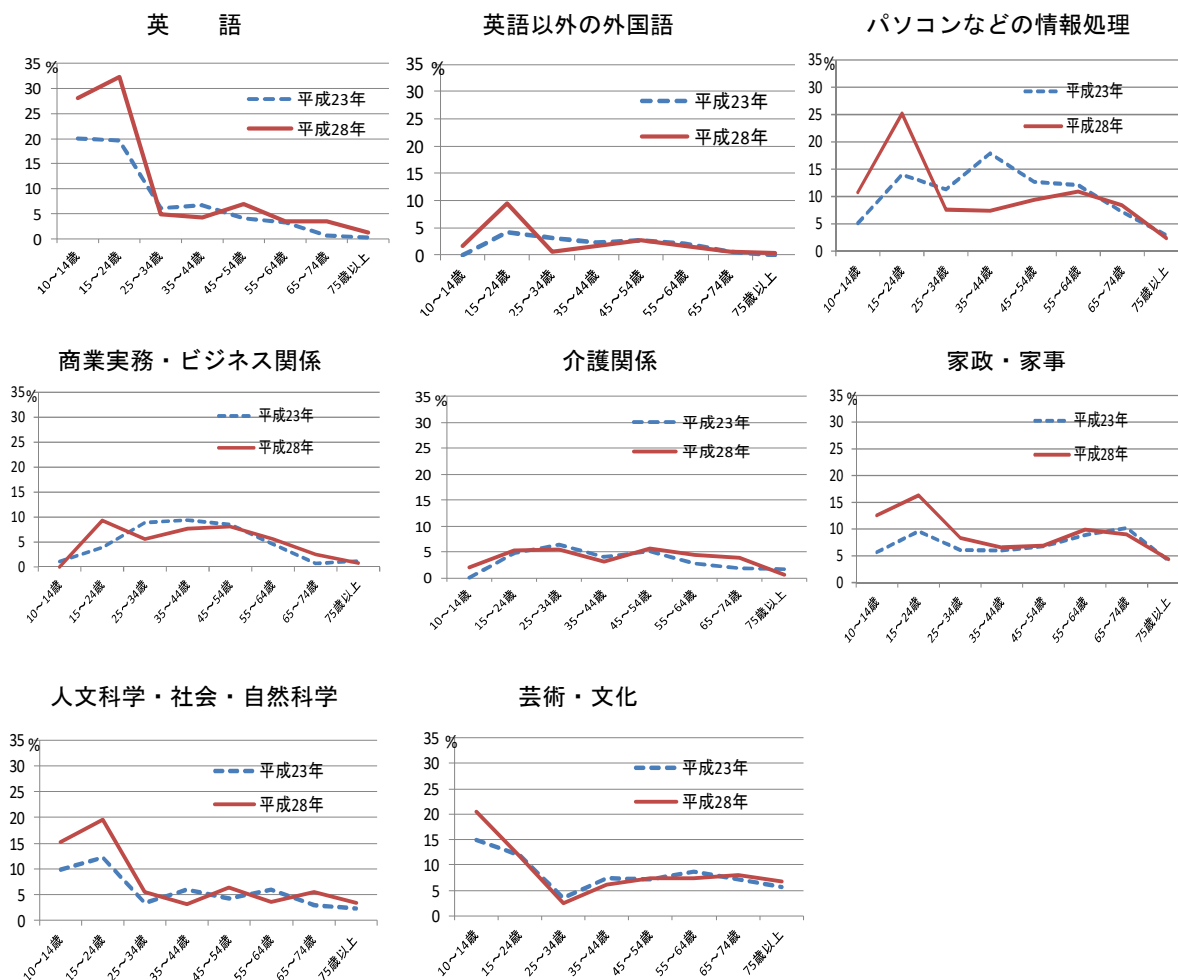 英　　語
35 %
30
25
20
15
10
5
0
平成23年
平成28年
10～14歳
15～24歳
25～34歳
35～44歳
45～54歳
55～64歳
65～74歳
75歳以上
英語以外の外国語
35 %
30
25
20
15
10
5
0
平成23年
平成28年
10～14歳
15～24歳
25～34歳
35～44歳
45～54歳
55～64歳
65～74歳
75歳以上
パソコンなどの情報処理
35 %
30
25
20
15
10
5
0
平成23年
平成28年
10～14歳
15～24歳
25～34歳
35～44歳
45～54歳
55～64歳
65～74歳
75歳以上
商業実務・ビジネス関係
35 %
30
25
20
15
10
5
0
平成23年
平成28年
10～14歳
15～24歳
25～34歳
35～44歳
45～54歳
55～64歳
65～74歳
75歳以上
介護関係
35 %
30
25
20
15
10
5
0
平成23年
平成28年
10～14歳
15～24歳
25～34歳
35～44歳
45～54歳
55～64歳
65～74歳
75歳以上
家政・家事
35 %
30
25
20
15
10
5
0
平成23年
平成28年
10～14歳
15～24歳
25～34歳
35～44歳
45～54歳
55～64歳
65～74歳
75歳以上
人文科学・社会・自然科学
35 %
30
25
20
15
10
5
0
平成23年
平成28年
10～14歳
15～24歳
25～34歳
35～44歳
45～54歳
55～64歳
65～74歳
75歳以上
芸術・文化
35 %
30
25
20
15
10
5
0
平成23年
平成28年
10～14歳
15～24歳
25～34歳
35～44歳
45～54歳
55～64歳
65～74歳
75歳以上